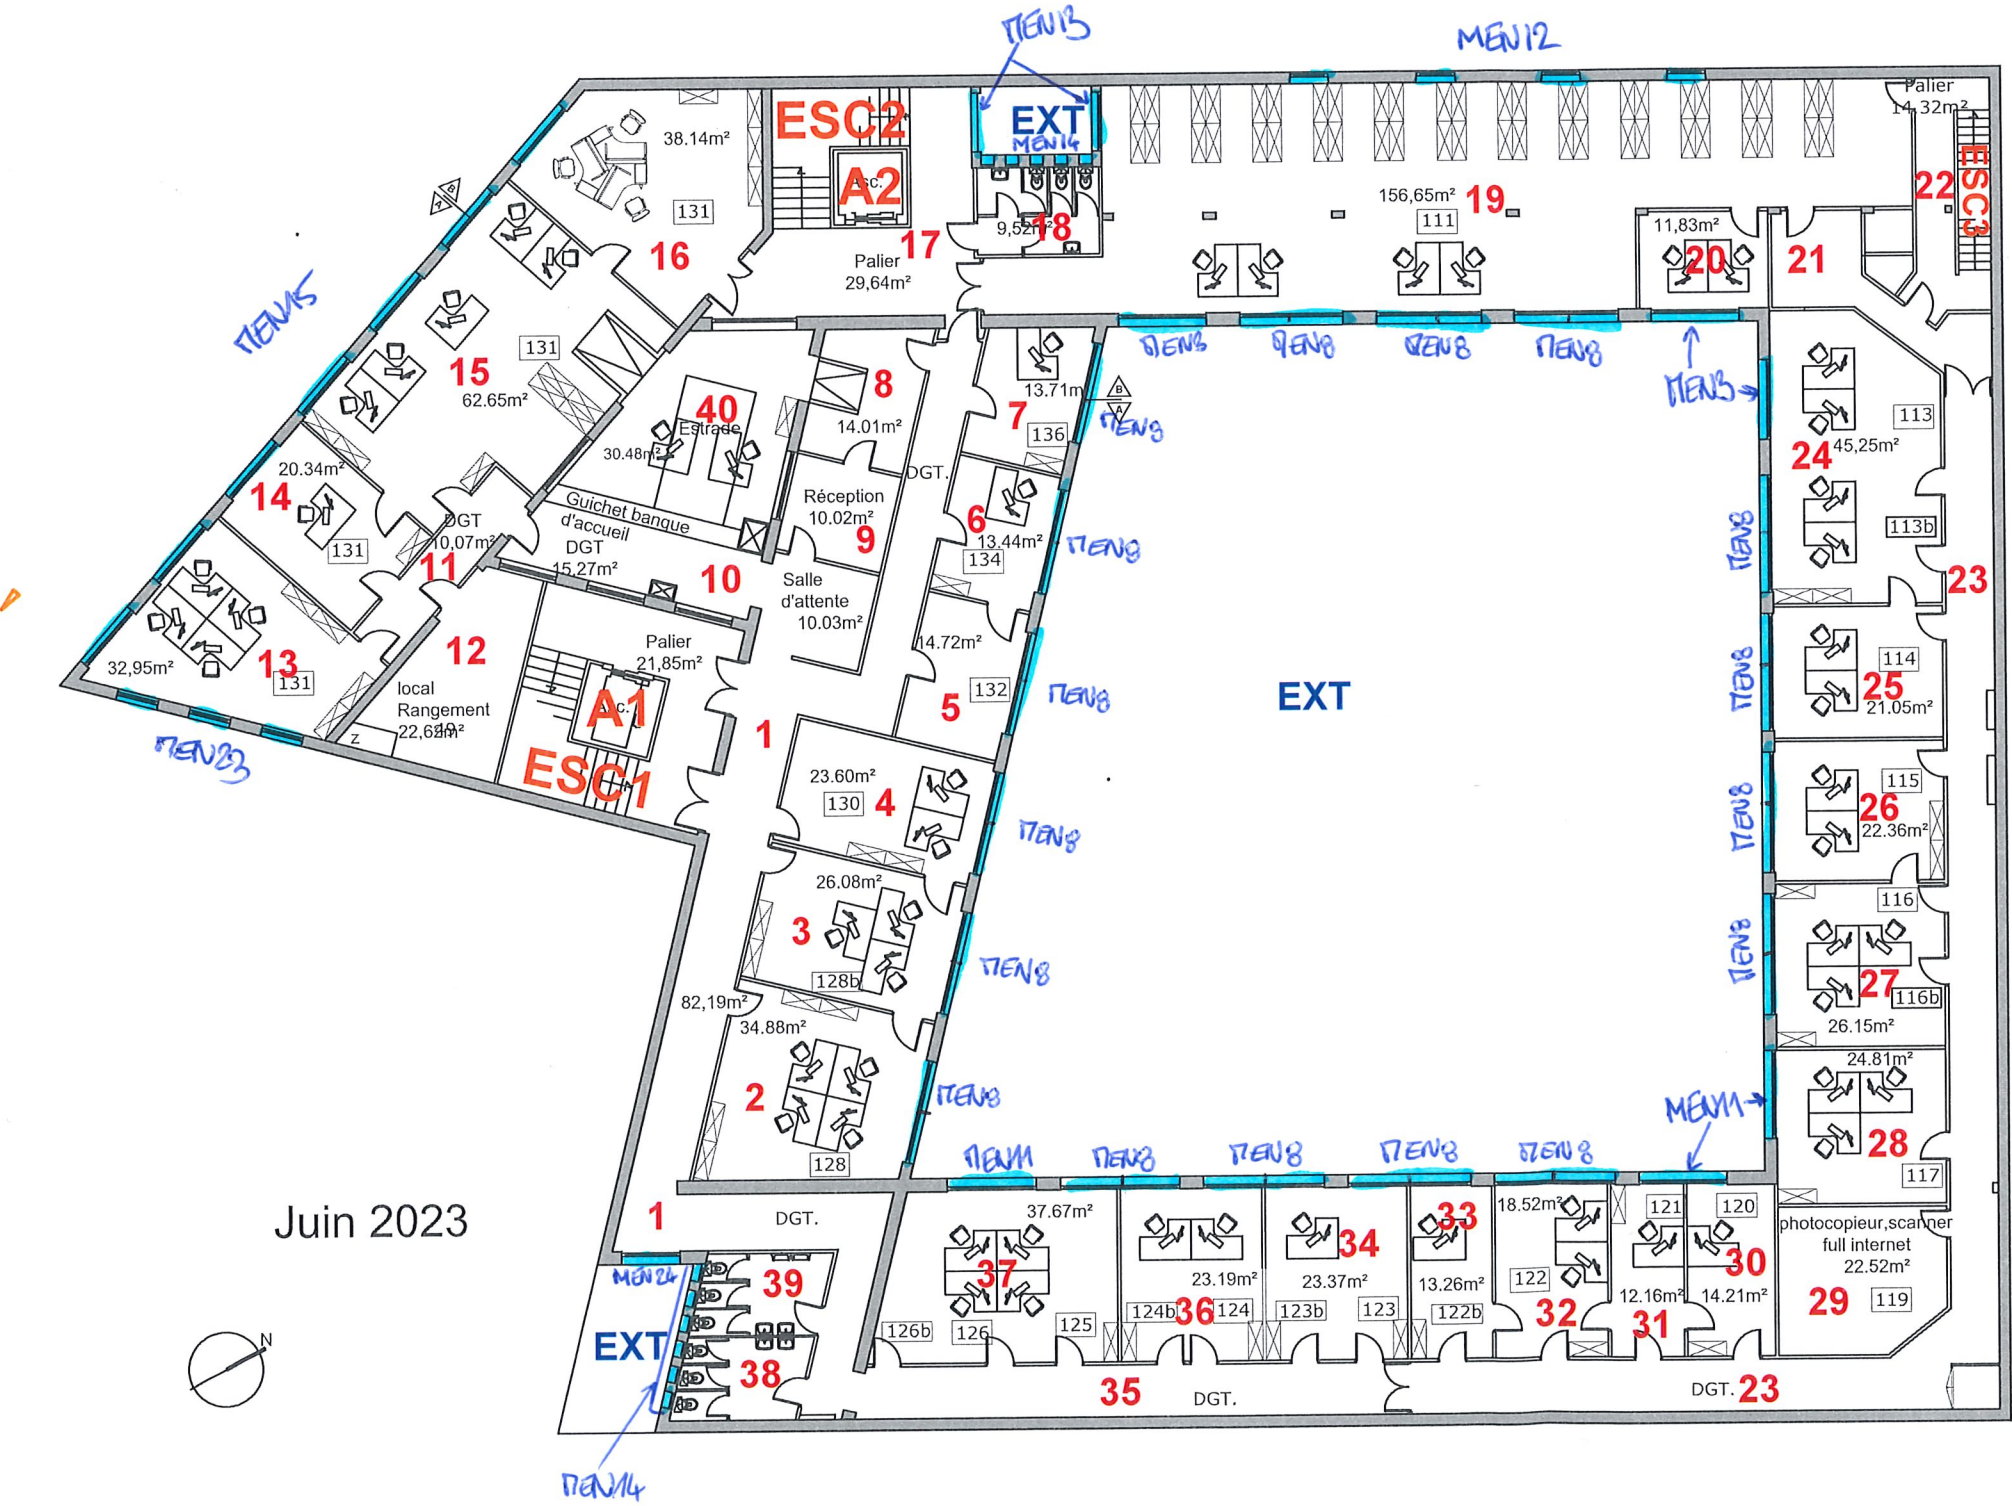 MEN13
MEN12
EXT
MEN14
ESC2
A2
38.14m²
131
16
17
Palier
29,64m²
9,52m²
18
156,65m²
19
111
11,83m²
20
21
Palier
14.32m²
22
ESC3
MEN15
B
A
15
131
62.65m²
20.34m²
14
131
DGT
10,07m²
11
32,95m²
13
131
MEN23
12
local
Rangement
22,62m²
z
40
Estrade
30.48m²
Guichet banque
d'accueil
DGT
15,27m²
10
8
14.01m²
Réception
10.02m²
9
Salle
d'attente
10.03m²
DGT.
Palier
21,85m²
A1
ESC1
1
7
136
B
A
MEN9
6
13.44m²
134
MEN9
14.72m²
5
132
MEN8
23.60m²
130
4
MEN8
26.08m²
3
128b
MEN8
82,19m²
34.88m²
2
128
MEN8
MEN8
MEN8
MEN8
MEN3
EXT
MEN8
MEN8
MEN8
MEN8
MEN11
24
45,25m²
113
113b
23
114
25
21.05m²
115
26
22.36m²
116
27
116b
26.15m²
24.81m²
28
117
photocopieur,scanner
full internet
22.52m²
29
119
MEN11
MEN8
MEN8
MEN8
MEN8
37.67m²
37
126b
126
125
23.19m²
124b
36
124
34
23.37m²
123b
123
33
13.26m²
122b
18.52m²
122
32
121
12.16m²
31
120
30
14.21m²
35
DGT.
DGT.
23
1
DGT.
MEN24
39
EXT
38
MEN14
Juin 2023
N